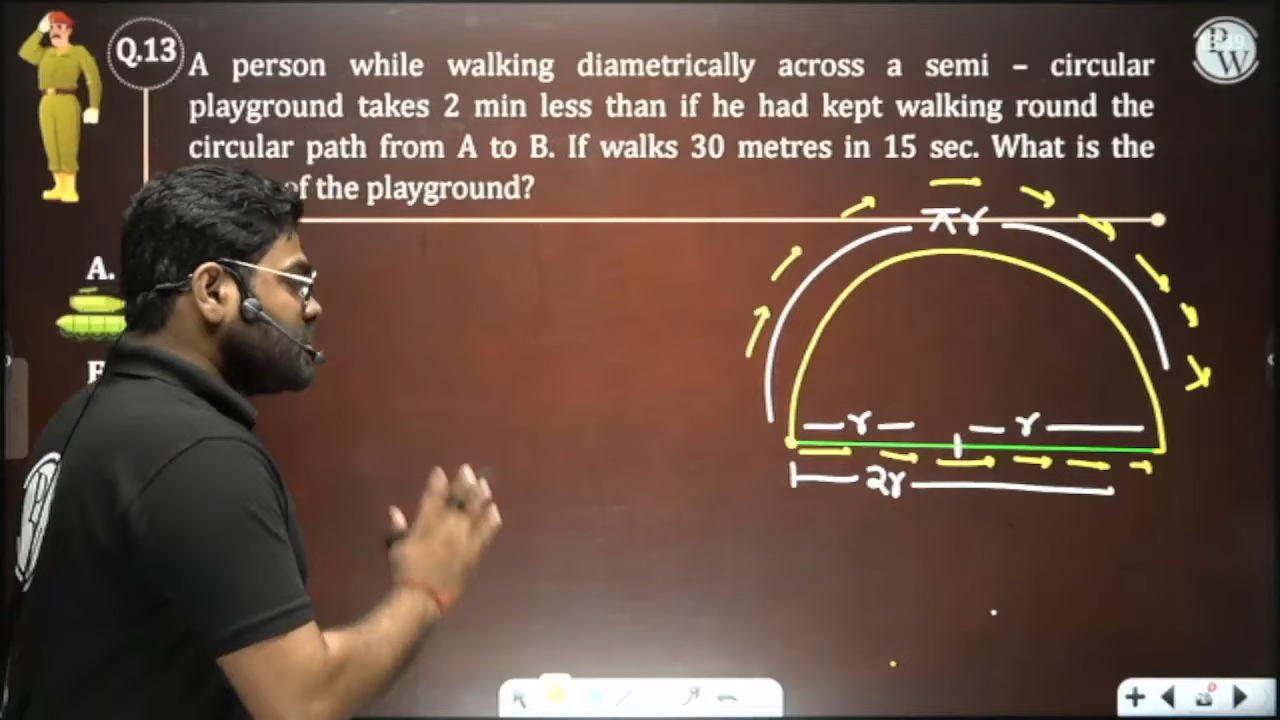 Q.13
A person while walking diametrically across a semi – circular
playground takes 2 min less than if he had kept walking round the
circular path from A to B. If walks 30 metres in 15 sec. What is the
of the playground?
πr
A.
r r
2r
P
W